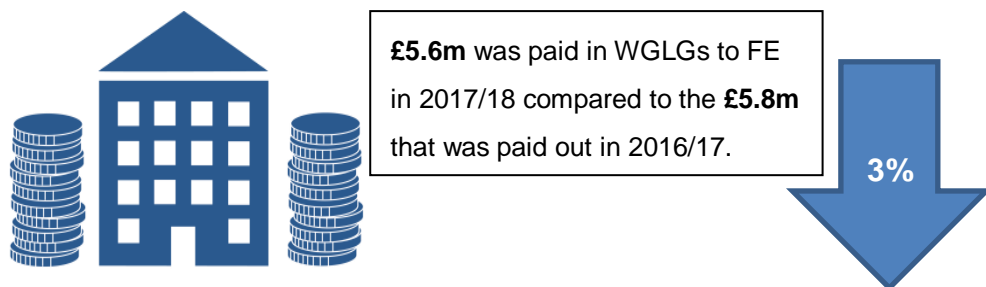 £5.6m was paid in WGLGs to FE
in 2017/18 compared to the £5.8m
that was paid out in 2016/17.
3%